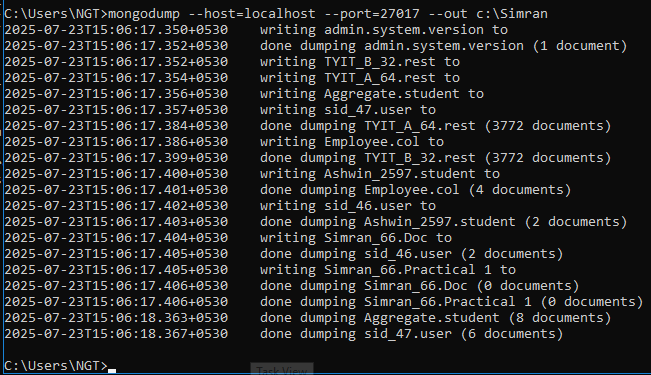 C:\Users\NGT>mongodump --host=localhost --port=27017 --out c:\Simran
2025-07-23T15:06:17.350+0530    writing admin.system.version to
2025-07-23T15:06:17.352+0530    done dumping admin.system.version (1 document)
2025-07-23T15:06:17.352+0530    writing TYIT_B_32.rest to
2025-07-23T15:06:17.354+0530    writing TYIT_A_64.rest to
2025-07-23T15:06:17.356+0530    writing Aggregate.student to
2025-07-23T15:06:17.357+0530    writing sid_47.user to
2025-07-23T15:06:17.384+0530    done dumping TYIT_A_64.rest (3772 documents)
2025-07-23T15:06:17.386+0530    writing Employee.col to
2025-07-23T15:06:17.399+0530    done dumping TYIT_B_32.rest (3772 documents)
2025-07-23T15:06:17.400+0530    writing Ashwin_2597.student to
2025-07-23T15:06:17.401+0530    done dumping Employee.col (4 documents)
2025-07-23T15:06:17.402+0530    writing sid_46.user to
2025-07-23T15:06:17.403+0530    done dumping Ashwin_2597.student (2 documents)
2025-07-23T15:06:17.404+0530    writing Simran_66.Doc to
2025-07-23T15:06:17.405+0530    done dumping sid_46.user (2 documents)
2025-07-23T15:06:17.405+0530    writing Simran_66.Practical 1 to
2025-07-23T15:06:17.406+0530    done dumping Simran_66.Doc (0 documents)
2025-07-23T15:06:17.406+0530    done dumping Simran_66.Practical 1 (0 documents)
2025-07-23T15:06:18.363+0530    done dumping Aggregate.student (8 documents)
2025-07-23T15:06:18.367+0530    done dumping sid_47.user (6 documents)
C:\Users\NGT>
Task View